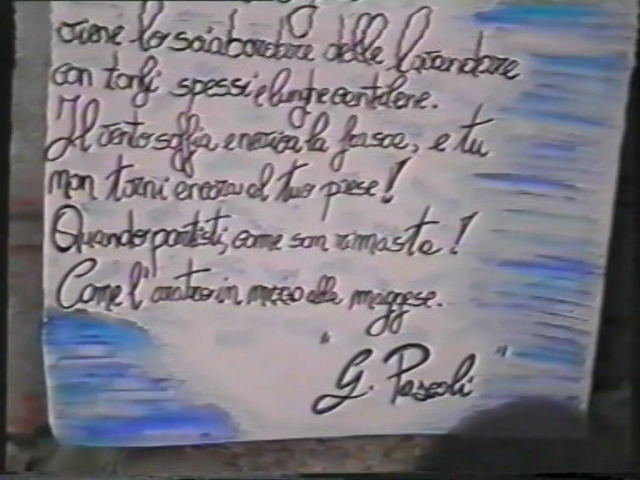 viene lo sciabordare delle lavandare
con tonfi spessi e lunghe cantilene.
Il vento soffia e nevica la frasca, e tu
non torni ancora al tuo paese!
Quando partisti, come son rimasta!
Come l'aratro in mezzo alla maggese.
"G. Pascoli"